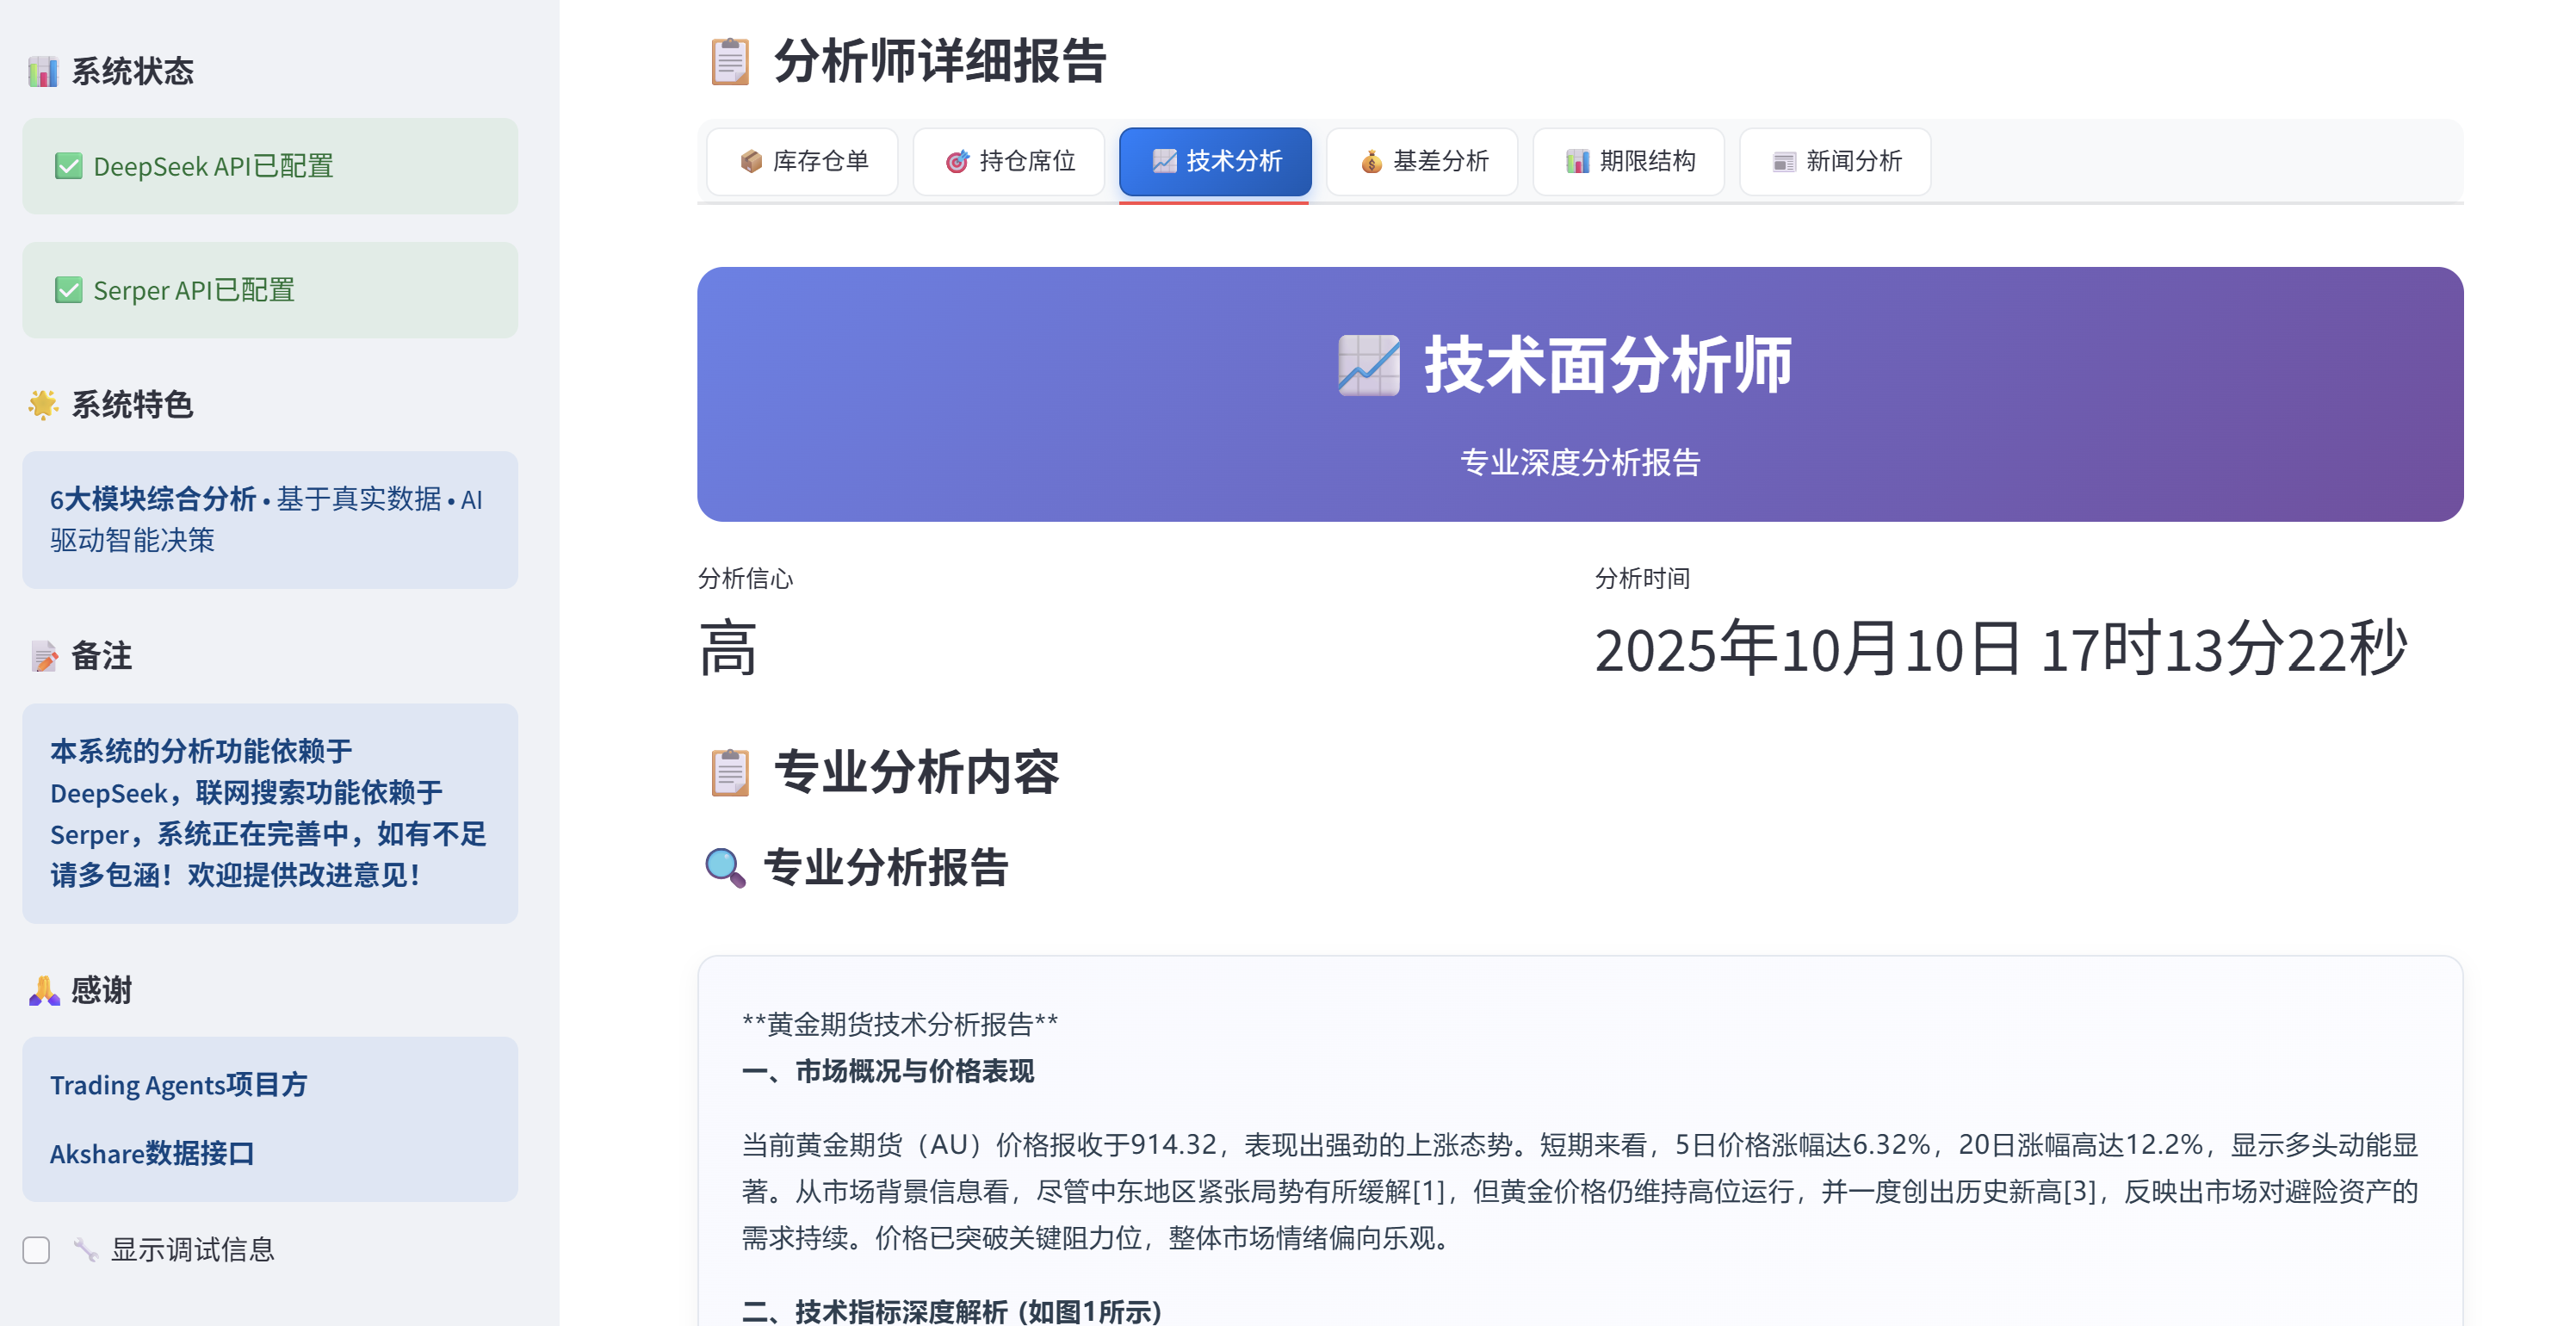 系统状态
DeepSeek API已配置
Serper API已配置
系统特色
6大模块综合分析 • 基于真实数据 • AI
驱动智能决策
备注
本系统的分析功能依赖于
DeepSeek，联网搜索功能依赖于
Serper，系统正在完善中，如有不足
请多包涵！欢迎提供改进意见！
感谢
Trading Agents项目方
Akshare数据接口
显示调试信息
分析师详细报告
库存仓单 持仓席位 技术分析 基差分析 期限结构 新闻分析
技术面分析师
专业深度分析报告
分析信心
高
分析时间
2025年10月10日 17时13分22秒
专业分析内容
专业分析报告
**黄金期货技术分析报告**
一、市场概况与价格表现
当前黄金期货（AU）价格报收于914.32，表现出强劲的上涨态势。短期来看，5日价格涨幅达6.32%，20日涨幅高达12.2%，显示多头动能显
著。从市场背景信息看，尽管中东地区紧张局势有所缓解[1]，但黄金价格仍维持高位运行，并一度创出历史新高[3]，反映出市场对避险资产的
需求持续。价格已突破关键阻力位，整体市场情绪偏向乐观。
二、技术指标深度解析 (如图1所示)